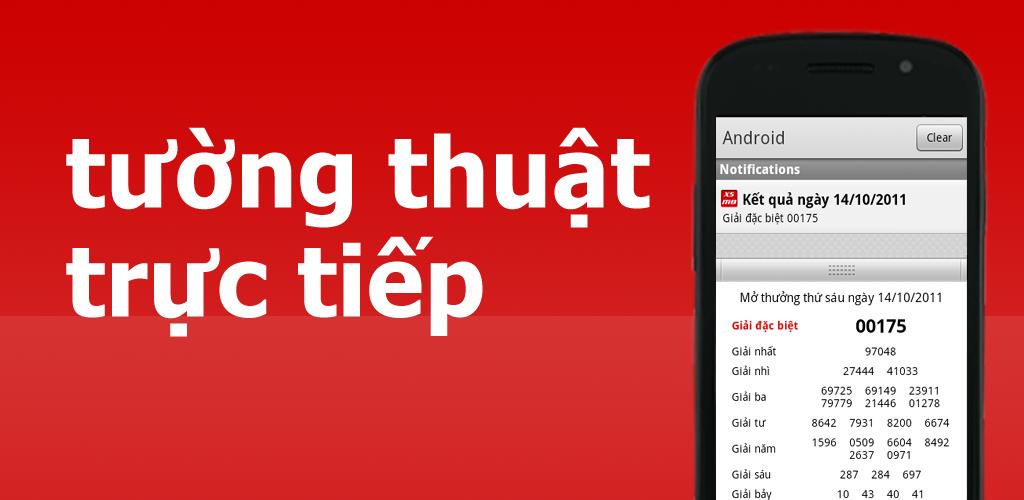 tường thuật
trực tiếp
Android
Clear
Notifications
XS
MB
Kết quả ngày 14/10/2011
Giải đặc biệt 00175
Mở thưởng thứ sáu ngày 14/10/2011
Giải đặc biệt 00175
Giải nhất 97048
Giải nhì 27444 41033
Giải ba 69725 69149 23911
79779 21446 01278
Giải tư 8642 7931 8200 6674
Giải năm 1596 0509 6604 8492
2637 0971
Giải sáu 287 284 697
Giải bảy 10 43 40 41